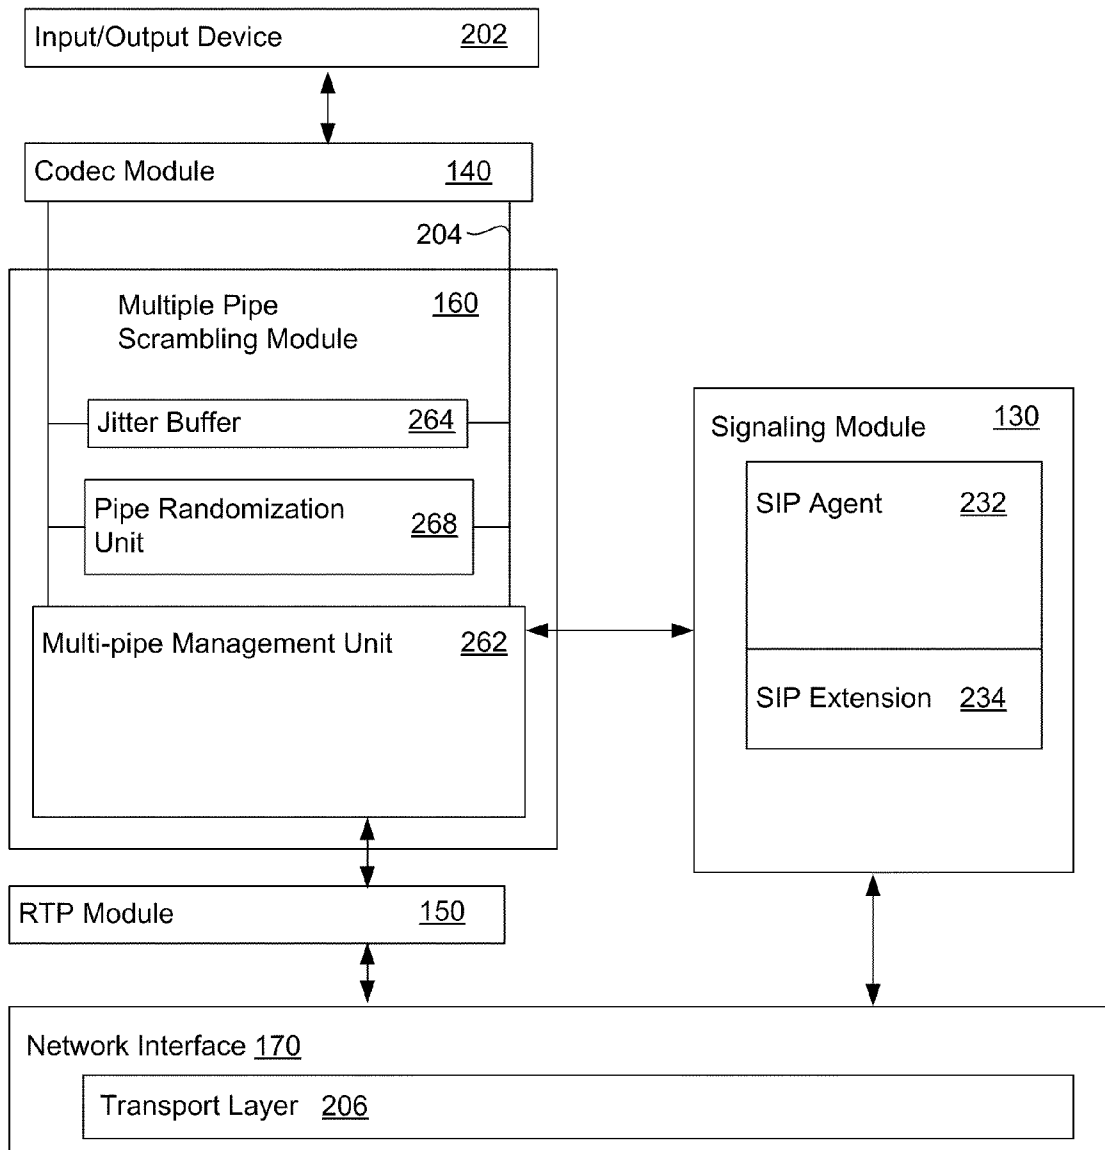 Input/Output Device 202
Codec Module 140
204
Multiple Pipe 160
Scrambling Module
Jitter Buffer 264
Pipe Randomization
Unit 268
Multi-pipe Management Unit 262
Signaling Module 130
SIP Agent 232
SIP Extension 234
RTP Module 150
Network Interface 170
Transport Layer 206